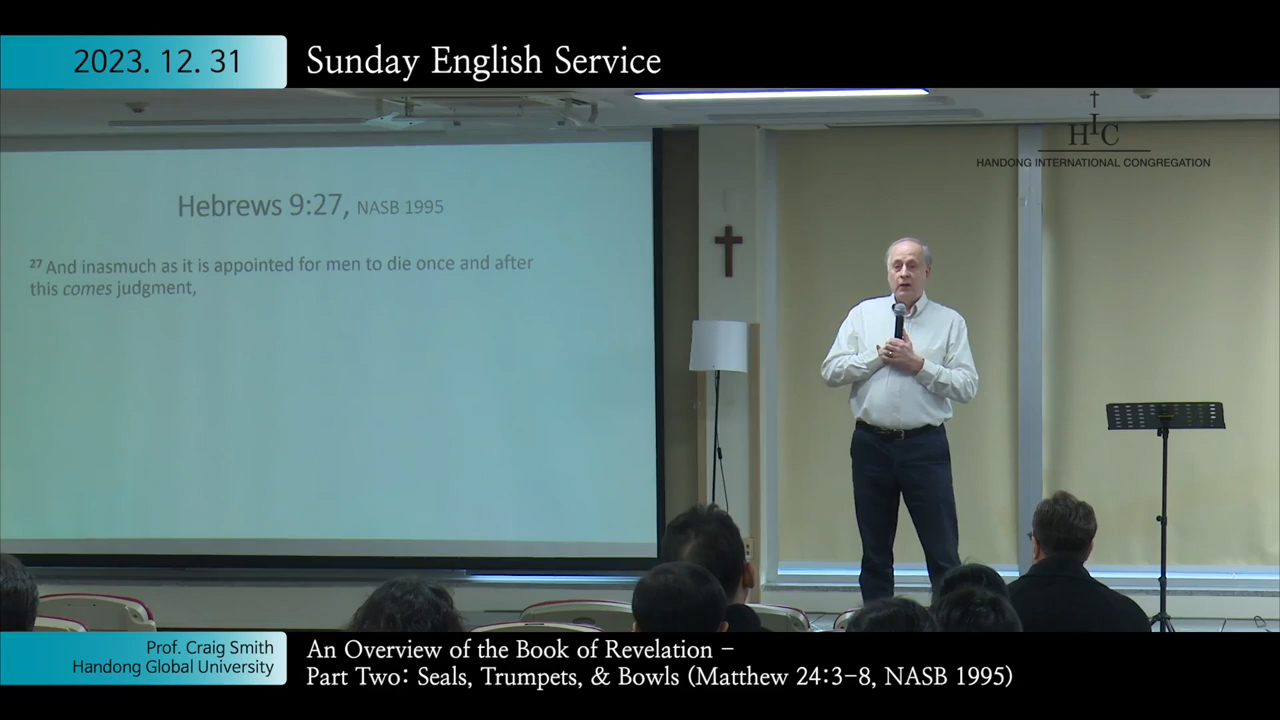 2023. 12. 31
Sunday English Service
HIC
HANDONG INTERNATIONAL CONGREGATION
Hebrews 9:27, NASB 1995
27 And inasmuch as it is appointed for men to die once and after
this comes judgment,
Prof. Craig Smith
Handong Global University
An Overview of the Book of Revelation –
Part Two: Seals, Trumpets, & Bowls (Matthew 24:3-8, NASB 1995)